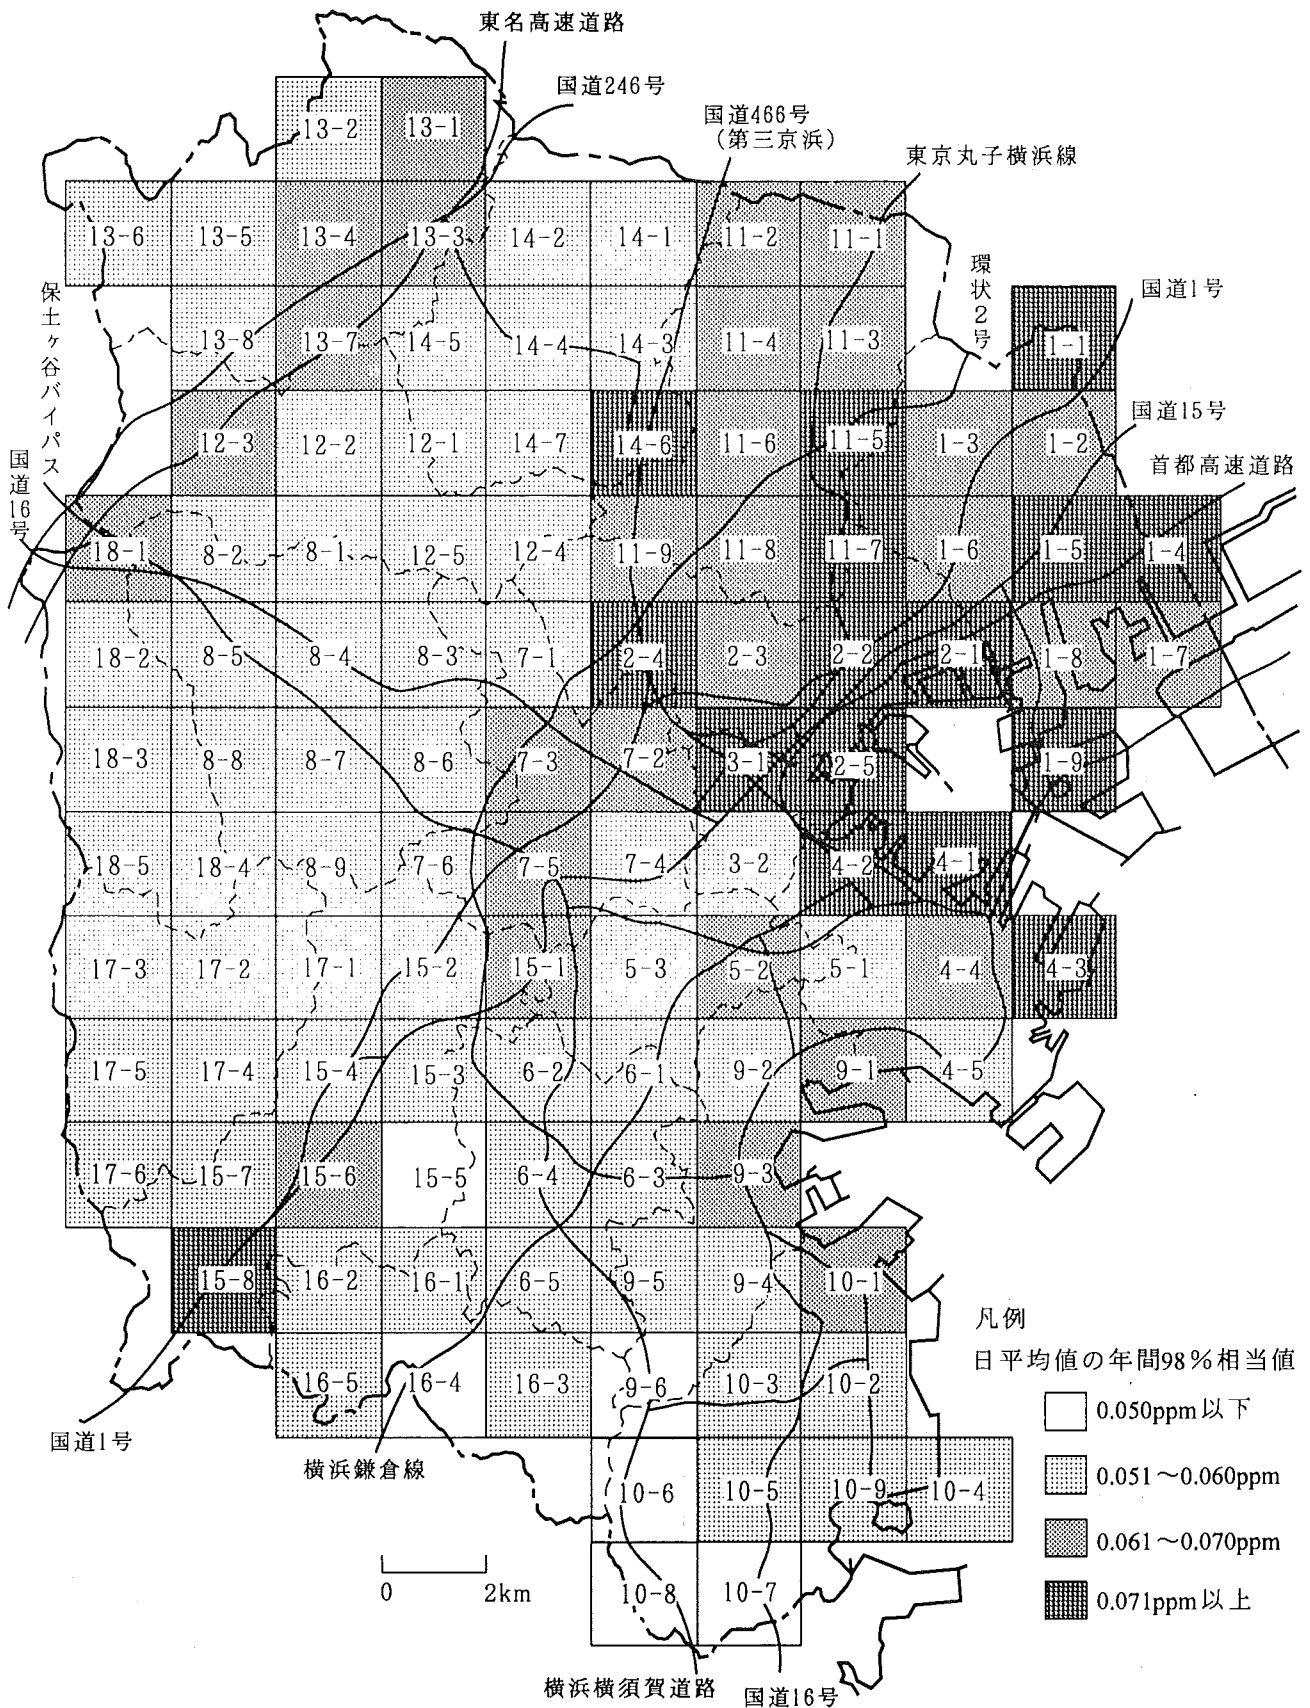 東名高速道路
国道246号
国道466号
（第三京浜）
東京丸子横浜線
環状2号
国道1号
国道15号
首都高速道路
保土ヶ谷バイパス
国道16号
13-2 13-1
13-6 13-5 13-4 13-3 14-2 14-1 11-2 11-1
13-8 13-7 14-5 14-4 14-3 11-4 11-3 1-1
12-3 12-2 12-1 14-7 14-6 11-6 11-5 1-3 1-2
18-1 8-2 8-1 12-5 12-4 11-9 11-8 11-7 1-6 1-5 1-4
18-2 8-5 8-4 8-3 7-1 2-4 2-3 2-2 2-1 1-8 1-7
18-3 8-8 8-7 8-6 7-3 7-2 3-1 2-5 1-9
18-5 18-4 8-9 7-6 7-5 7-4 3-2 4-2 4-1
17-3 17-2 17-1 15-2 15-1 5-3 5-2 5-1 4-4 4-3
17-5 17-4 15-4 15-3 6-2 6-1 9-2 9-1 4-5
17-6 15-7 15-6 15-5 6-4 6-3 9-3
15-8 16-2 16-1 6-5 9-5 9-4 10-1
16-5 16-4 16-3 9-6 10-3 10-2
10-6 10-5 10-9 10-4
10-8 10-7
国道1号
横浜鎌倉線
0 2km
横浜横須賀道路
国道16号
凡例
日平均値の年間98％相当値
0.050ppm以下
0.051～0.060ppm
0.061～0.070ppm
0.071ppm以上